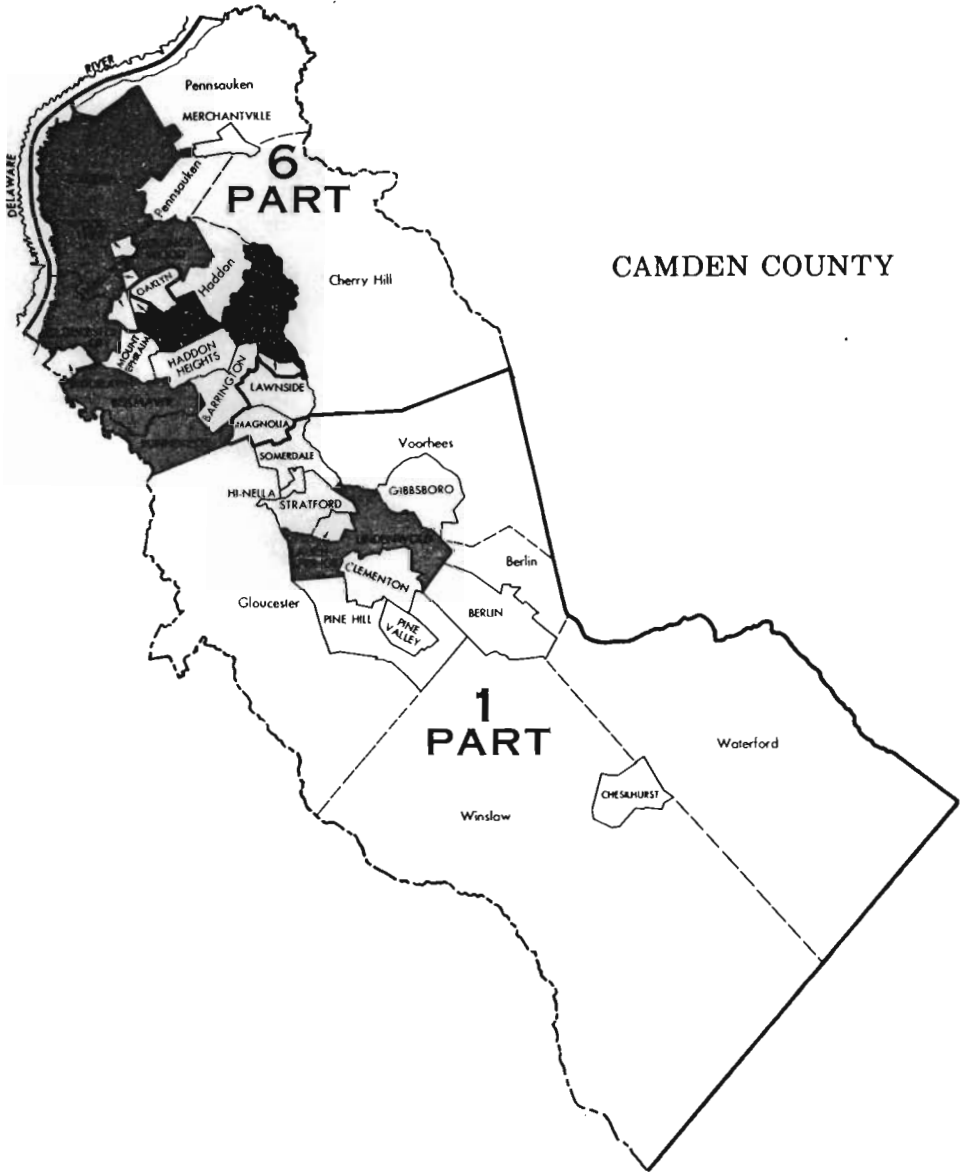 RIVER
DELAWARE
Pennsauken
MERCHANTVILLE
Pennsauken
6
PART
CAMDEN COUNTY
Cherry Hill
Haddon
OAKLYN
MOUNT
EPHRAIM
HADDON
HEIGHTS
BARRINGTON
LAWNSIDE
MAGNOLIA
SOMERDALE
Voorhees
GIBBSBORO
HI-NELLA
STRATFORD
LINDENWOLD
CLEMENTON
Berlin
BERLIN
Gloucester
PINE HILL
PINE
VALLEY
1
PART
Waterford
CHESILHURST
Winslaw